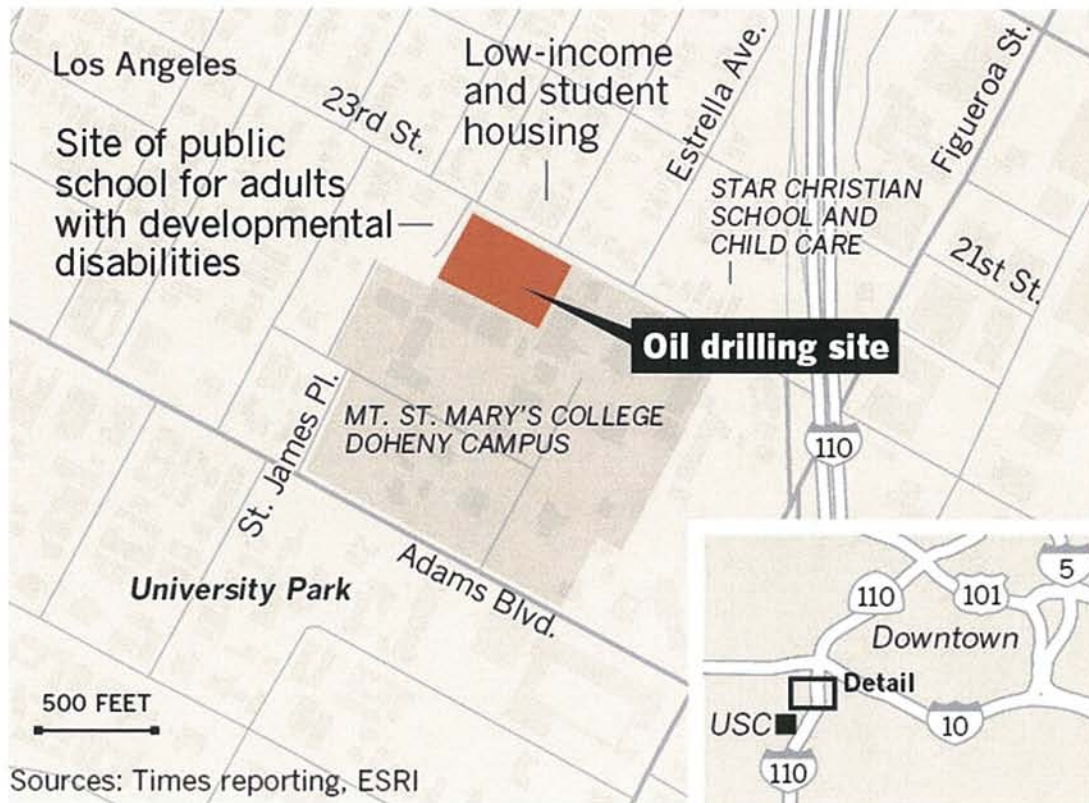 Los Angeles
23rd St.
Low-income
and student
housing
Estrella Ave.
Figueroa St.
Site of public
school for adults
with developmental
disabilities
STAR CHRISTIAN
SCHOOL AND
CHILD CARE
21st St.
Oil drilling site
MT. ST. MARY'S COLLEGE
DOHENY CAMPUS
110
St. James Pl.
Adams Blvd.
University Park
500 FEET
110
101
5
Downtown
Detail
USC
10
110
Sources: Times reporting, ESRI